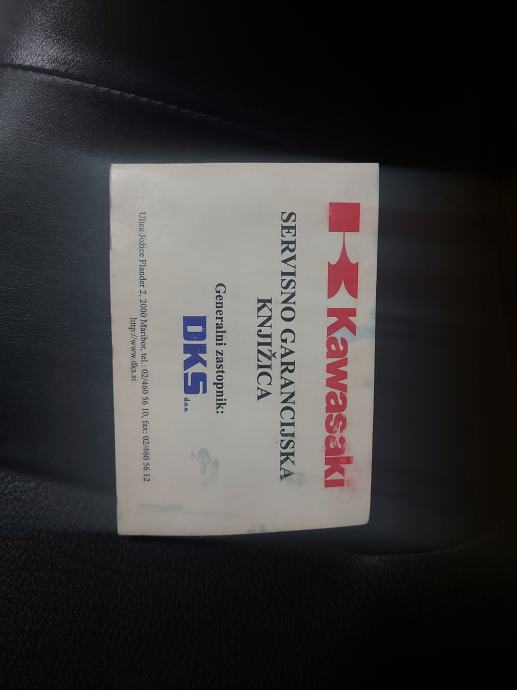 Kawasaki
SERVISNO GARANCIJSKA
KNJIŽICA
Generalni zastopnik:
DKS d.o.o.
Ulica Jožice Flander 2, 2000 Maribor, tel.: 02/460 56 10, fax: 02/460 56 12
http://www.dks.si